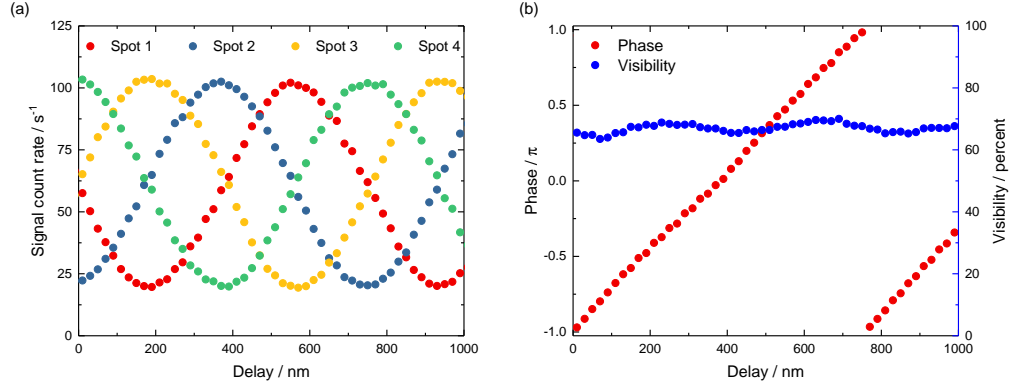 (a)
125
100
75
50
25
0
Signal count rate / s⁻¹
Spot 1 Spot 2 Spot 3 Spot 4
0 200 400 600 800 1000
Delay / nm
(b)
1.0
0.5
0.0
-0.5
-1.0
Phase / π
Phase
Visibility
100
80
60
40
20
0
Visibility / percent
0 200 400 600 800 1000
Delay / nm